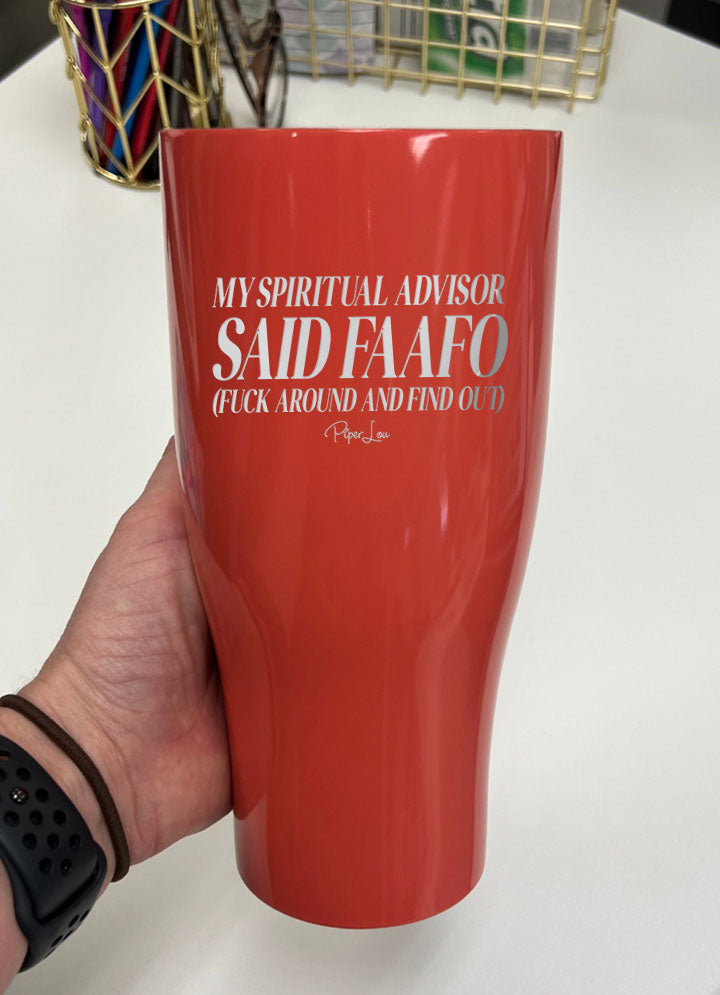 MY SPIRITUAL ADVISOR
SAID FAAFO
(FUCK AROUND AND FIND OUT)
Piper Lou